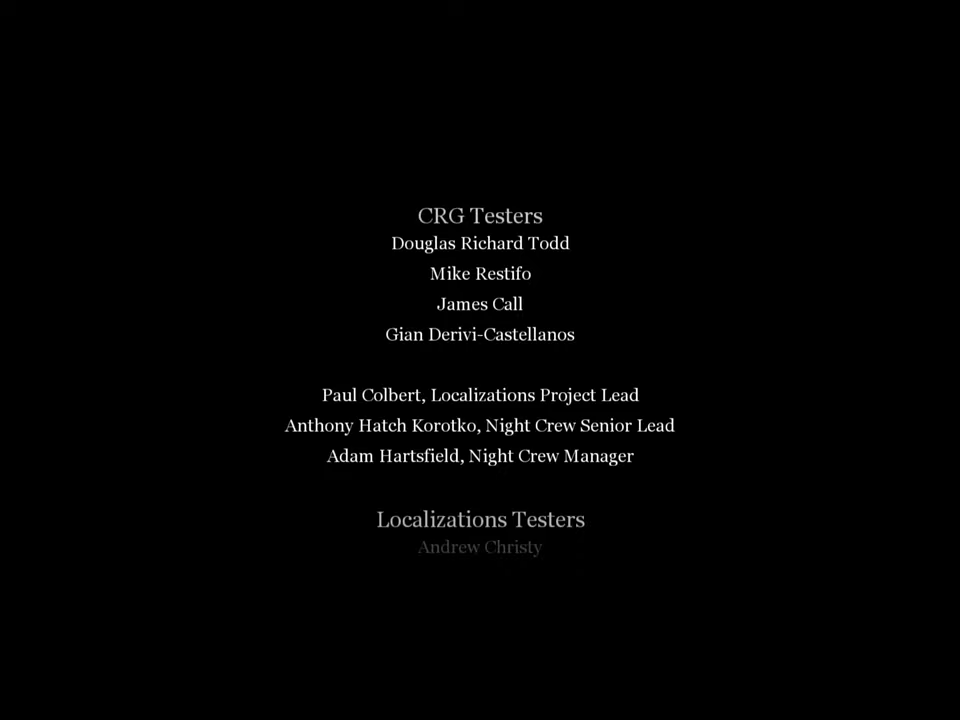 CRG Testers
Douglas Richard Todd
Mike Restifo
James Call
Gian Derivi-Castellanos
Paul Colbert, Localizations Project Lead
Anthony Hatch Korotko, Night Crew Senior Lead
Adam Hartsfield, Night Crew Manager
Localizations Testers
Andrew Christy